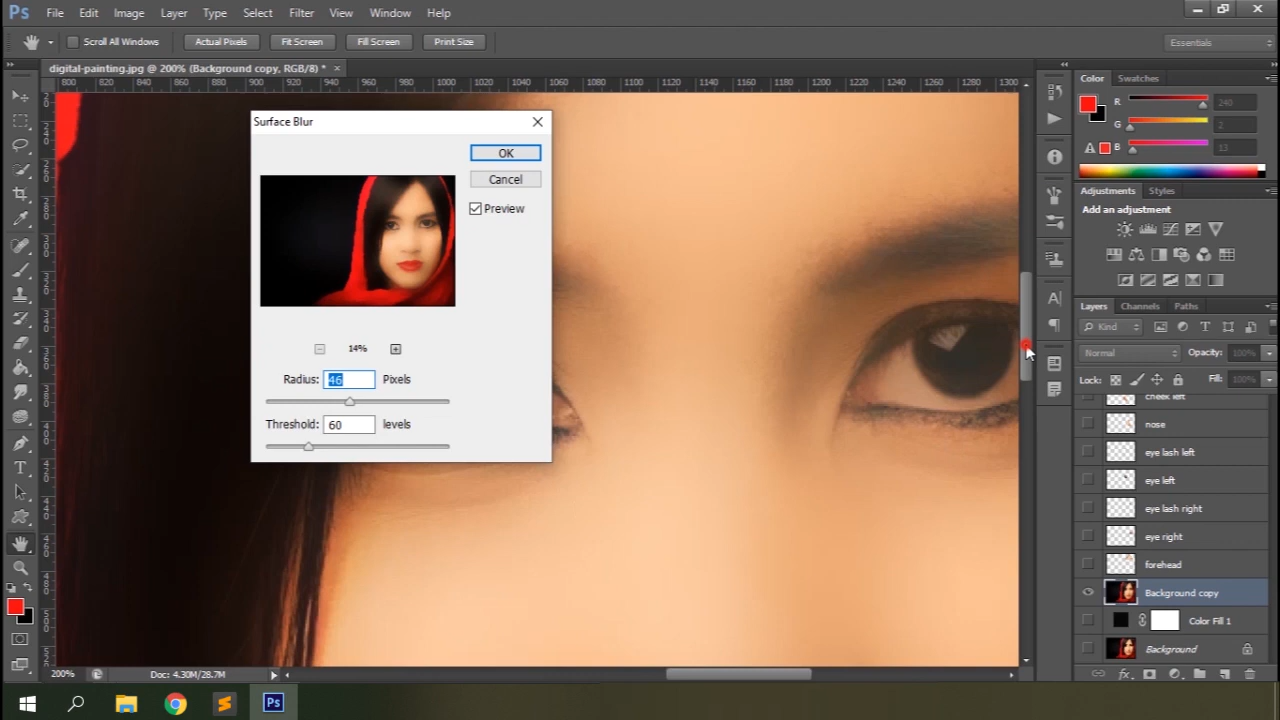 Ps File Edit Image Layer Type Select Filter View Window Help
Scroll All Windows Actual Pixels Fit Screen Fill Screen Print Size Essentials
digital-painting.jpg @ 200% (Background copy, RGB/8) * ×
800 820 840 860 880 900 920 940 960 980 1000 1020 1040 1060 1080 1100 1120 1140 1160 1180 1200 1220 1240 1260 1280 1300
Color Swatches
R 240
G 2
B 13
Surface Blur
OK
Cancel
Preview
14%
Radius: 46 Pixels
Threshold: 60 levels
Adjustments Styles
Add an adjustment
Layers Channels Paths
Kind
Normal Opacity: 100%
Lock: Fill: 100%
cheek left
nose
eye lash left
eye left
eye lash right
eye right
forehead
Background copy
Color Fill 1
Background
200% Doc: 4.30M/28.7M
Ps